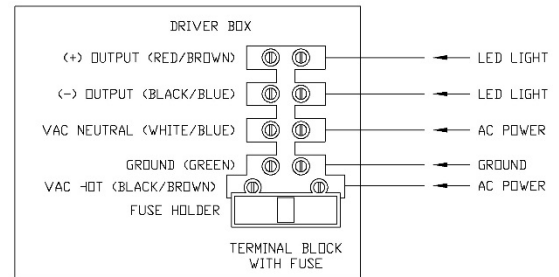 DRIVER BOX
(+) OUTPUT (RED/BROWN) LED LIGHT
(-) OUTPUT (BLACK/BLUE) LED LIGHT
VAC NEUTRAL (WHITE/BLUE) AC POWER
GROUND (GREEN) GROUND
VAC HOT (BLACK/BROWN) AC POWER
FUSE HOLDER
TERMINAL BLOCK
WITH FUSE